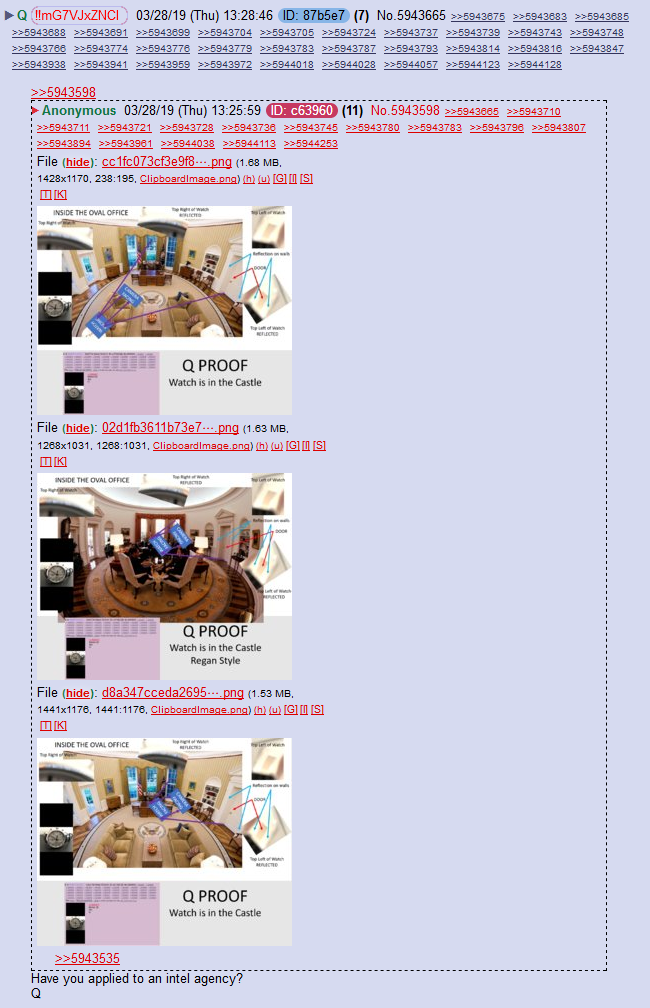 Q !!mG7VJxZNCI 03/28/19 (Thu) 13:28:46 ID: 87b5e7 (7) No.5943665 >>5943675 >>5943683 >>5943685
>>5943688 >>5943691 >>5943699 >>5943704 >>5943705 >>5943724 >>5943737 >>5943739 >>5943743 >>5943748
>>5943766 >>5943774 >>5943776 >>5943779 >>5943783 >>5943787 >>5943793 >>5943814 >>5943816 >>5943847
>>5943938 >>5943941 >>5943959 >>5943972 >>5944018 >>5944028 >>5944057 >>5944123 >>5944128
>>5943598
Anonymous 03/28/19 (Thu) 13:25:59 ID: c63960 (11) No.5943598 >>5943665 >>5943710
>>5943711 >>5943721 >>5943728 >>5943736 >>5943745 >>5943780 >>5943783 >>5943796 >>5943807
>>5943894 >>5943961 >>5944038 >>5944113 >>5944253
File (hide): cc1fc073cf3e9f8···.png (1.68 MB,
1428x1170, 238:195, ClipboardImage.png) (h) (u) [G] [I] [S]
[T] [K]
INSIDE THE OVAL OFFICE
Top Right of Watch
REFLECTED
Top Left of Watch
Top Right of Watch
Reflection on walls
DOOR
Top Left of Watch
REFLECTED
Q PROOF
Watch is in the Castle
File (hide): 02d1fb3611b73e7···.png (1.63 MB,
1268x1031, 1268:1031, ClipboardImage.png) (h) (u) [G] [I] [S]
[T] [K]
INSIDE THE OVAL OFFICE
Top Right of Watch
REFLECTED
Top Left of Watch
Top Right of Watch
Reflection on walls
DOOR
Top Left of Watch
REFLECTED
Q PROOF
Watch is in the Castle
Regan Style
File (hide): d8a347cceda2695···.png (1.53 MB,
1441x1176, 1441:1176, ClipboardImage.png) (h) (u) [G] [I] [S]
[T] [K]
INSIDE THE OVAL OFFICE
Top Right of Watch
REFLECTED
Top Left of Watch
Top Right of Watch
Reflection on walls
DOOR
Top Left of Watch
REFLECTED
Q PROOF
Watch is in the Castle
>>5943535
Have you applied to an intel agency?
Q